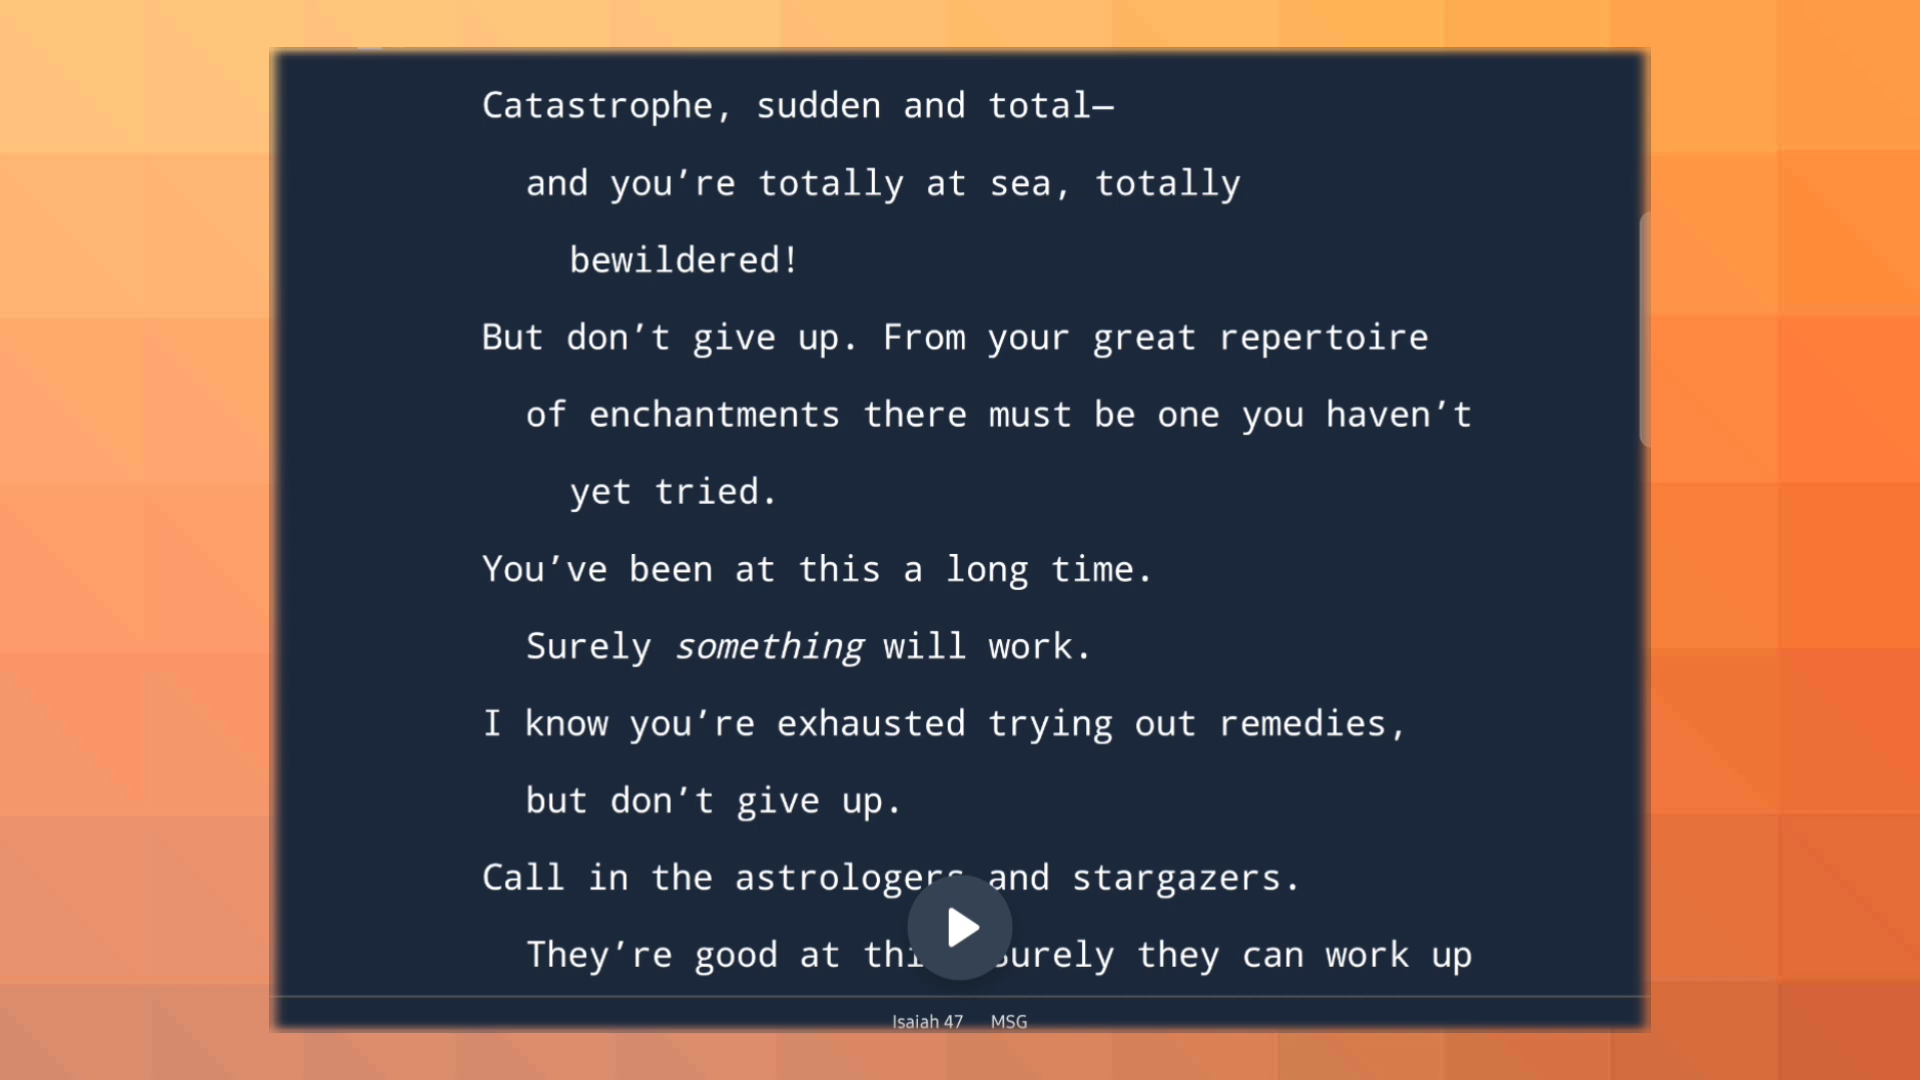 Catastrophe, sudden and total—
and you’re totally at sea, totally
bewildered!
But don’t give up. From your great repertoire
of enchantments there must be one you haven’t
yet tried.
You’ve been at this a long time.
Surely something will work.
I know you’re exhausted trying out remedies,
but don’t give up.
Call in the astrologers and stargazers.
They’re good at urely they can work up
Isaiah 47 MSG